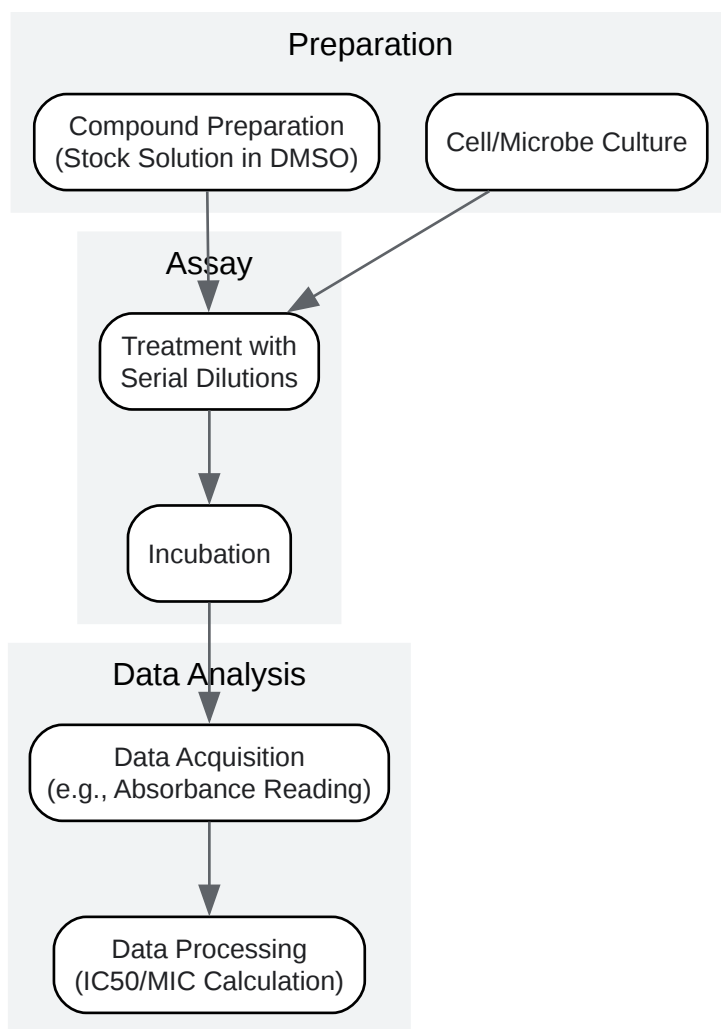 Preparation
Compound Preparation
(Stock Solution in DMSO)
Cell/Microbe Culture
Assay
Treatment with
Serial Dilutions
Incubation
Data Analysis
Data Acquisition
(e.g., Absorbance Reading)
Data Processing
(IC50/MIC Calculation)